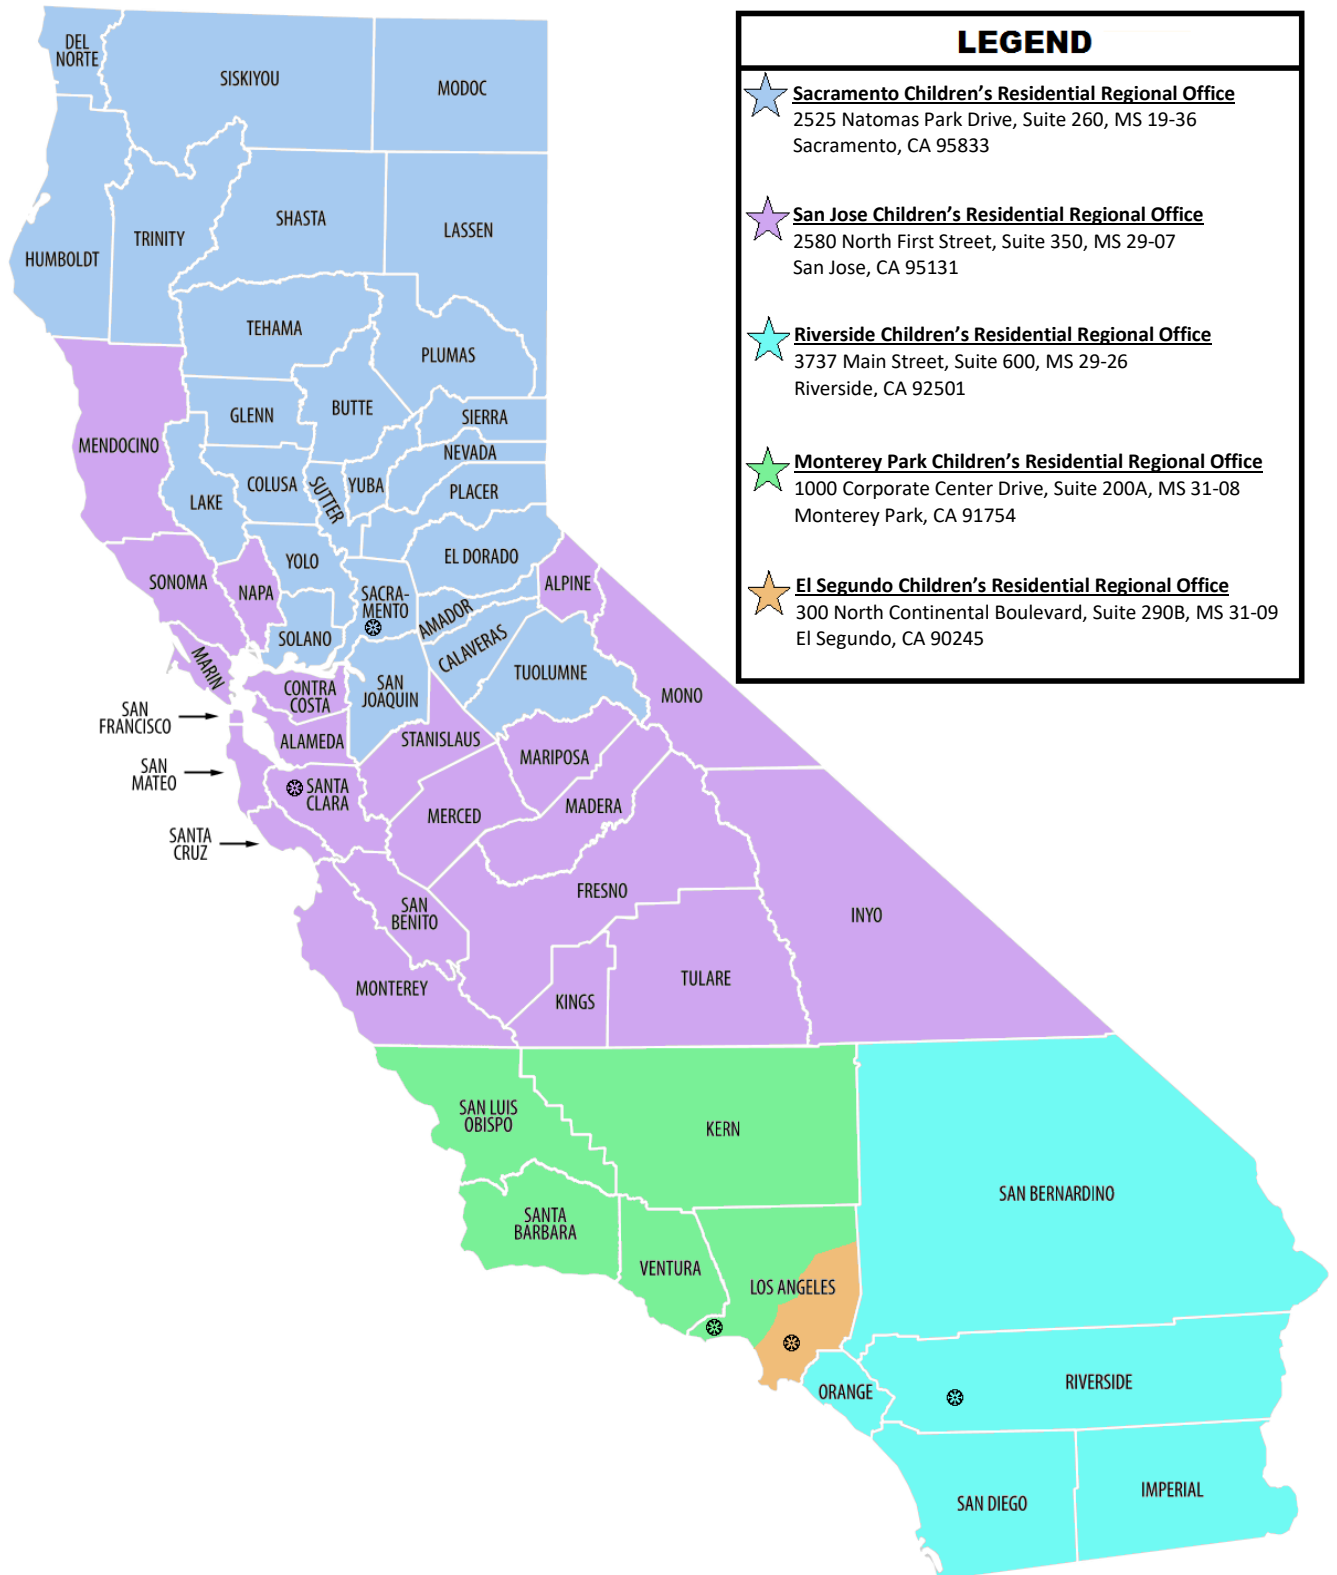 LEGEND
Sacramento Children’s Residential Regional Office
2525 Natomas Park Drive, Suite 260, MS 19-36
Sacramento, CA 95833
San Jose Children’s Residential Regional Office
2580 North First Street, Suite 350, MS 29-07
San Jose, CA 95131
Riverside Children’s Residential Regional Office
3737 Main Street, Suite 600, MS 29-26
Riverside, CA 92501
Monterey Park Children’s Residential Regional Office
1000 Corporate Center Drive, Suite 200A, MS 31-08
Monterey Park, CA 91754
El Segundo Children’s Residential Regional Office
300 North Continental Boulevard, Suite 290B, MS 31-09
El Segundo, CA 90245
DEL
NORTE
SISKIYOU
MODOC
HUMBOLDT
TRINITY
SHASTA
LASSEN
TEHAMA
PLUMAS
MENDOCINO
GLENN
BUTTE
SIERRA
NEVADA
LAKE
COLUSA
SUTTER
YUBA
PLACER
SONOMA
NAPA
YOLO
EL DORADO
ALPINE
SACRA-
MENTO
AMADOR
SOLANO
CALAVERAS
MARIN
TUOLUMNE
CONTRA
COSTA
SAN
JOAQUIN
MONO
SAN
FRANCISCO
ALAMEDA
STANISLAUS
MARIPOSA
SAN
MATEO
SANTA
CLARA
MERCED
MADERA
SANTA
CRUZ
FRESNO
SAN
BENITO
INYO
MONTEREY
KINGS
TULARE
SAN LUIS
OBISPO
KERN
SAN BERNARDINO
SANTA
BARBARA
VENTURA
LOS ANGELES
ORANGE
RIVERSIDE
SAN DIEGO
IMPERIAL